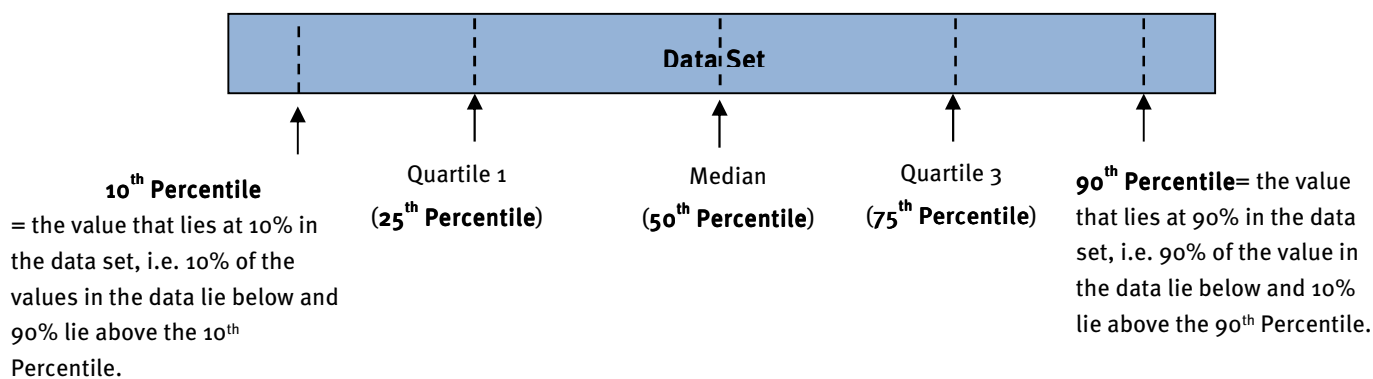 Data Set
10th Percentile
= the value that lies at 10% in
the data set, i.e. 10% of the
values in the data lie below and
90% lie above the 10th
Percentile.
Quartile 1
(25th Percentile)
Median
(50th Percentile)
Quartile 3
(75th Percentile)
90th Percentile= the value
that lies at 90% in the data
set, i.e. 90% of the value in
the data lie below and 10%
lie above the 90th Percentile.